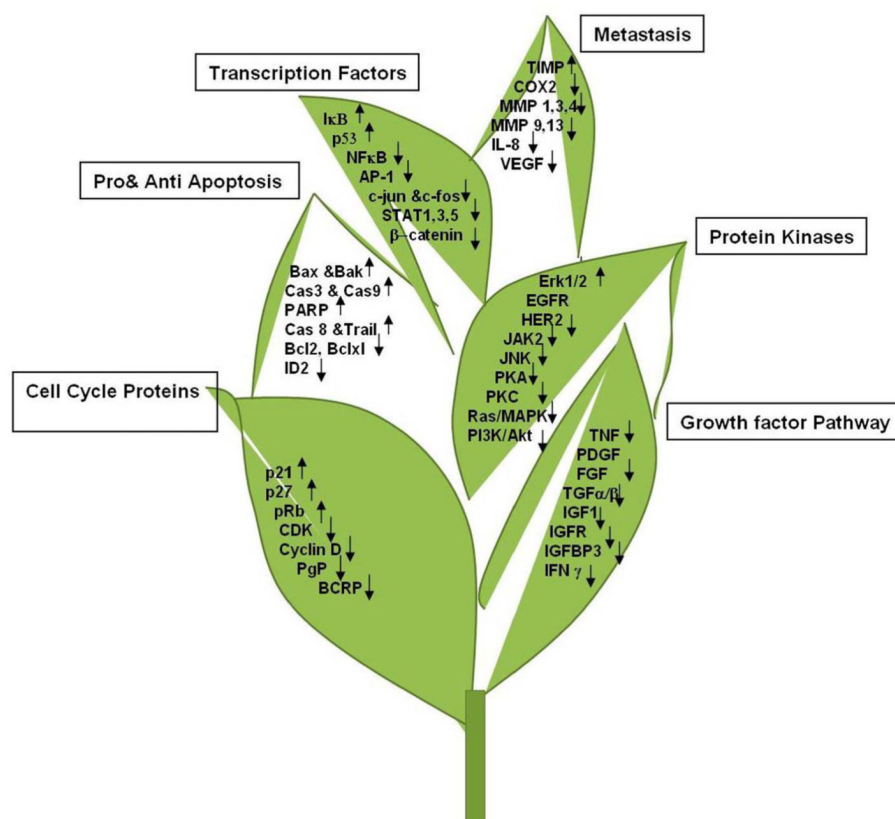 Metastasis
TIMP ↑
COX2 ↓
MMP 1,3,4 ↓
MMP 9,13 ↓
IL-8 ↓
VEGF ↓
Transcription Factors
IκB ↑
p53 ↑
NFκB ↓
AP-1 ↓
c-jun &c-fos ↓
STAT1,3,5 ↓
β–catenin ↓
Pro& Anti Apoptosis
Bax &Bak ↑
Cas3 & Cas9 ↑
PARP ↑
Cas 8 &Trail ↑
Bcl2, Bclxl ↓
ID2 ↓
Protein Kinases
Erk1/2 ↑
EGFR
HER2 ↓
JAK2 ↓
JNK ↓
PKA ↓
PKC ↓
Ras/MAPK ↓
PI3K/Akt ↓
Cell Cycle Proteins
p21 ↑
p27 ↑
pRb ↑
CDK ↓
Cyclin D ↓
PgP ↓
BCRP ↓
Growth factor Pathway
TNF ↓
PDGF
FGF ↓
TGFα/β ↓
IGF1 ↓
IGFR ↓
IGFBP3 ↓
IFN γ ↓